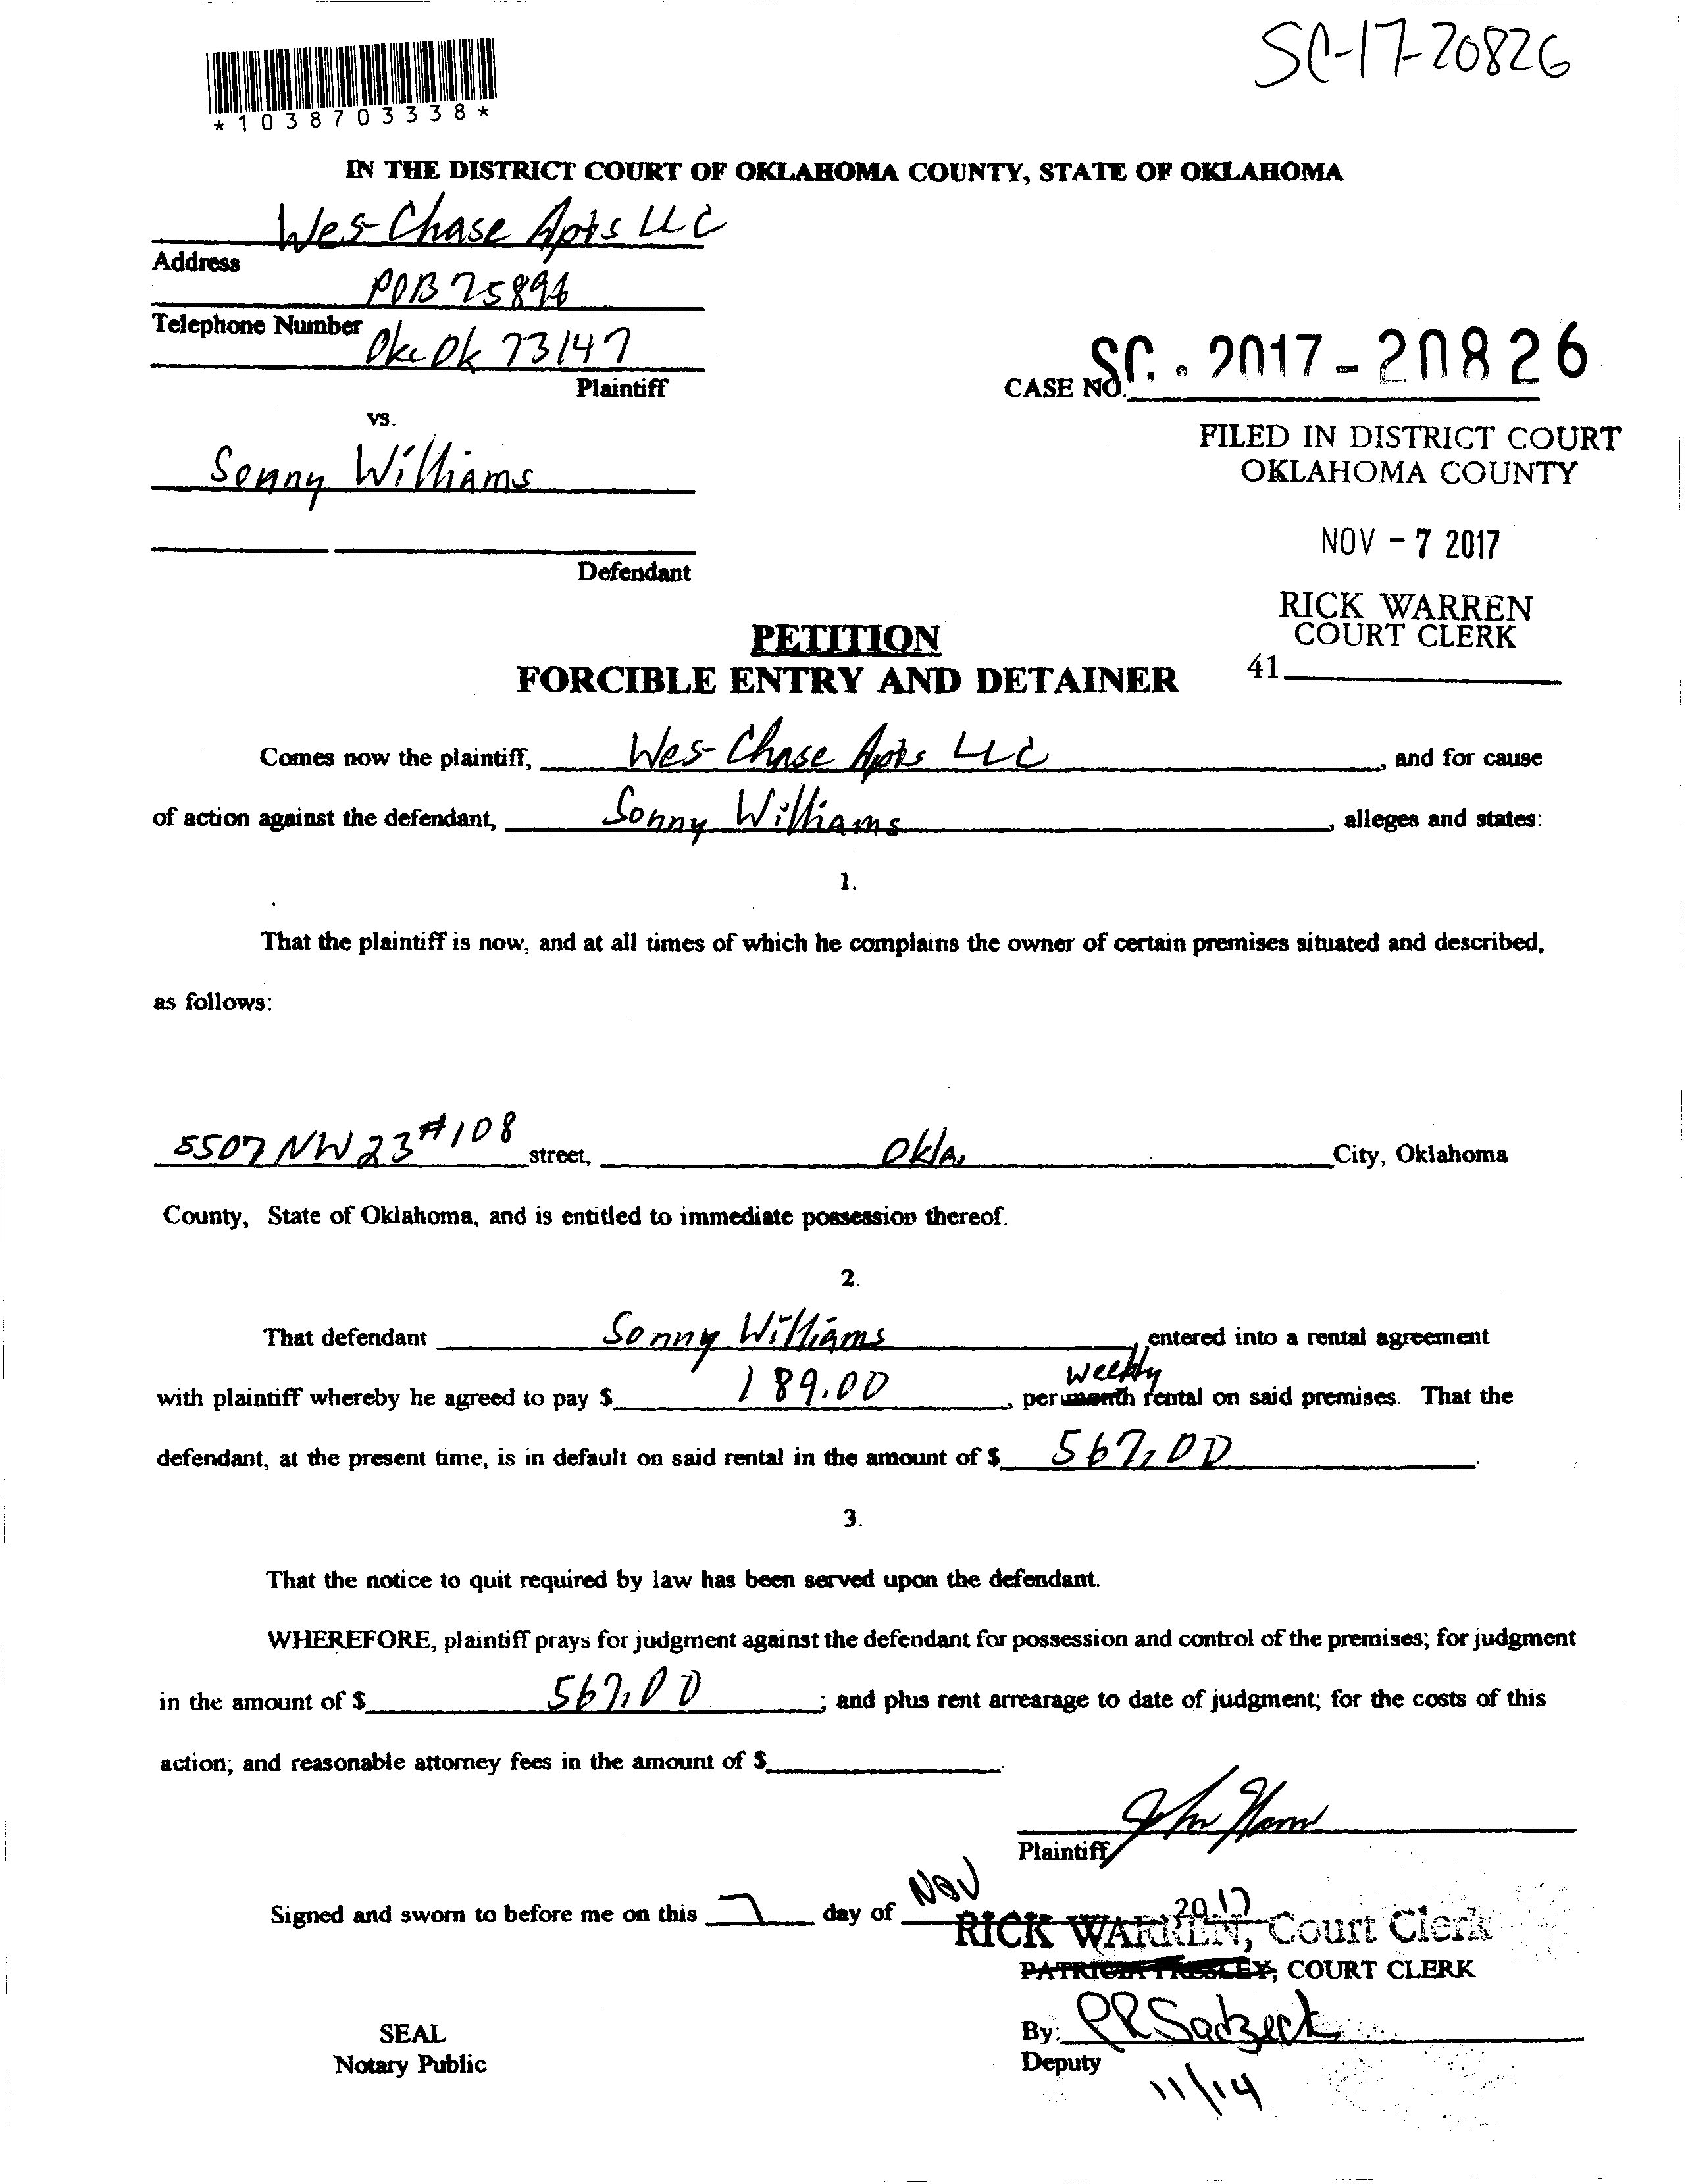 SC-17-20826
*1038703338*
IN THE DISTRICT COURT OF OKLAHOMA COUNTY, STATE OF OKLAHOMA
Wes-Chase Apts LLC
Address
POB 75894
Telephone Number
Okc Ok 73147
Plaintiff
CASE NO. SC. 2017-20826
vs.
FILED IN DISTRICT COURT
OKLAHOMA COUNTY
Sonny Williams
NOV - 7 2017
Defendant
RICK WARREN
COURT CLERK
41
PETITION
FORCIBLE ENTRY AND DETAINER
Comes now the plaintiff, Wes-Chase Apts LLC, and for cause
of action against the defendant, Sonny Williams, alleges and states:
1.
That the plaintiff is now, and at all times of which he complains the owner of certain premises situated and described,
as follows:
5507 NW 23 #108 street, Okla. City, Oklahoma
County, State of Oklahoma, and is entitled to immediate possession thereof.
2.
That defendant Sonny Williams, entered into a rental agreement
with plaintiff whereby he agreed to pay $ 189.00, per month weekly rental on said premises. That the
defendant, at the present time, is in default on said rental in the amount of $ 567.00.
3.
That the notice to quit required by law has been served upon the defendant.
WHEREFORE, plaintiff prays for judgment against the defendant for possession and control of the premises; for judgment
in the amount of $ 567.00; and plus rent arrearage to date of judgment; for the costs of this
action; and reasonable attorney fees in the amount of $.
Plaintiff
Signed and sworn to before me on this 7 day of Nov 2017
RICK WARREN, Court Clerk
PATRICIA PRESLEY, COURT CLERK
SEAL
Notary Public
By:
Deputy
11/14